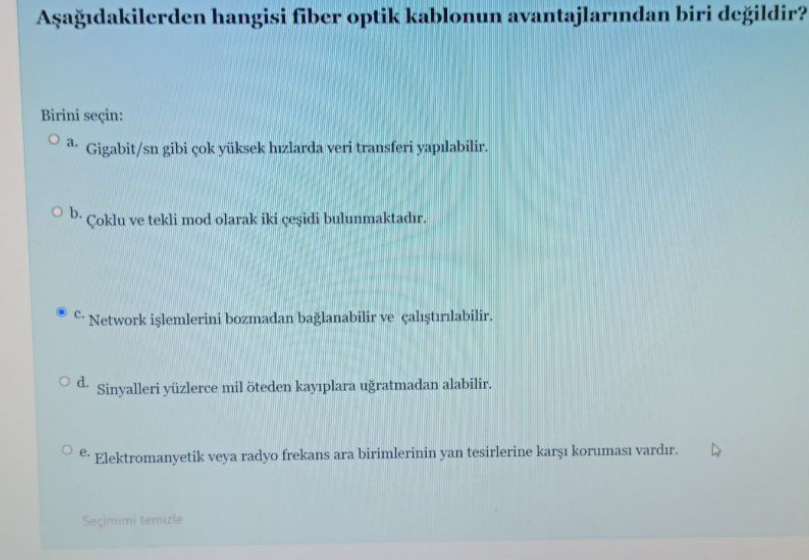 Aşağıdakilerden hangisi fiber optik kablonun avantajlarından biri değildir?
Birini seçin:
a. Gigabit/sn gibi çok yüksek hızlarda veri transferi yapılabilir.
b. Çoklu ve tekli mod olarak iki çeşidi bulunmaktadır.
c. Network işlemlerini bozmadan bağlanabilir ve çalıştırılabilir.
d. Sinyalleri yüzlerce mil öteden kayıplara uğratmadan alabilir.
e. Elektromanyetik veya radyo frekans ara birimlerinin yan tesirlerine karşı koruması vardır.
Seçimimi temizle